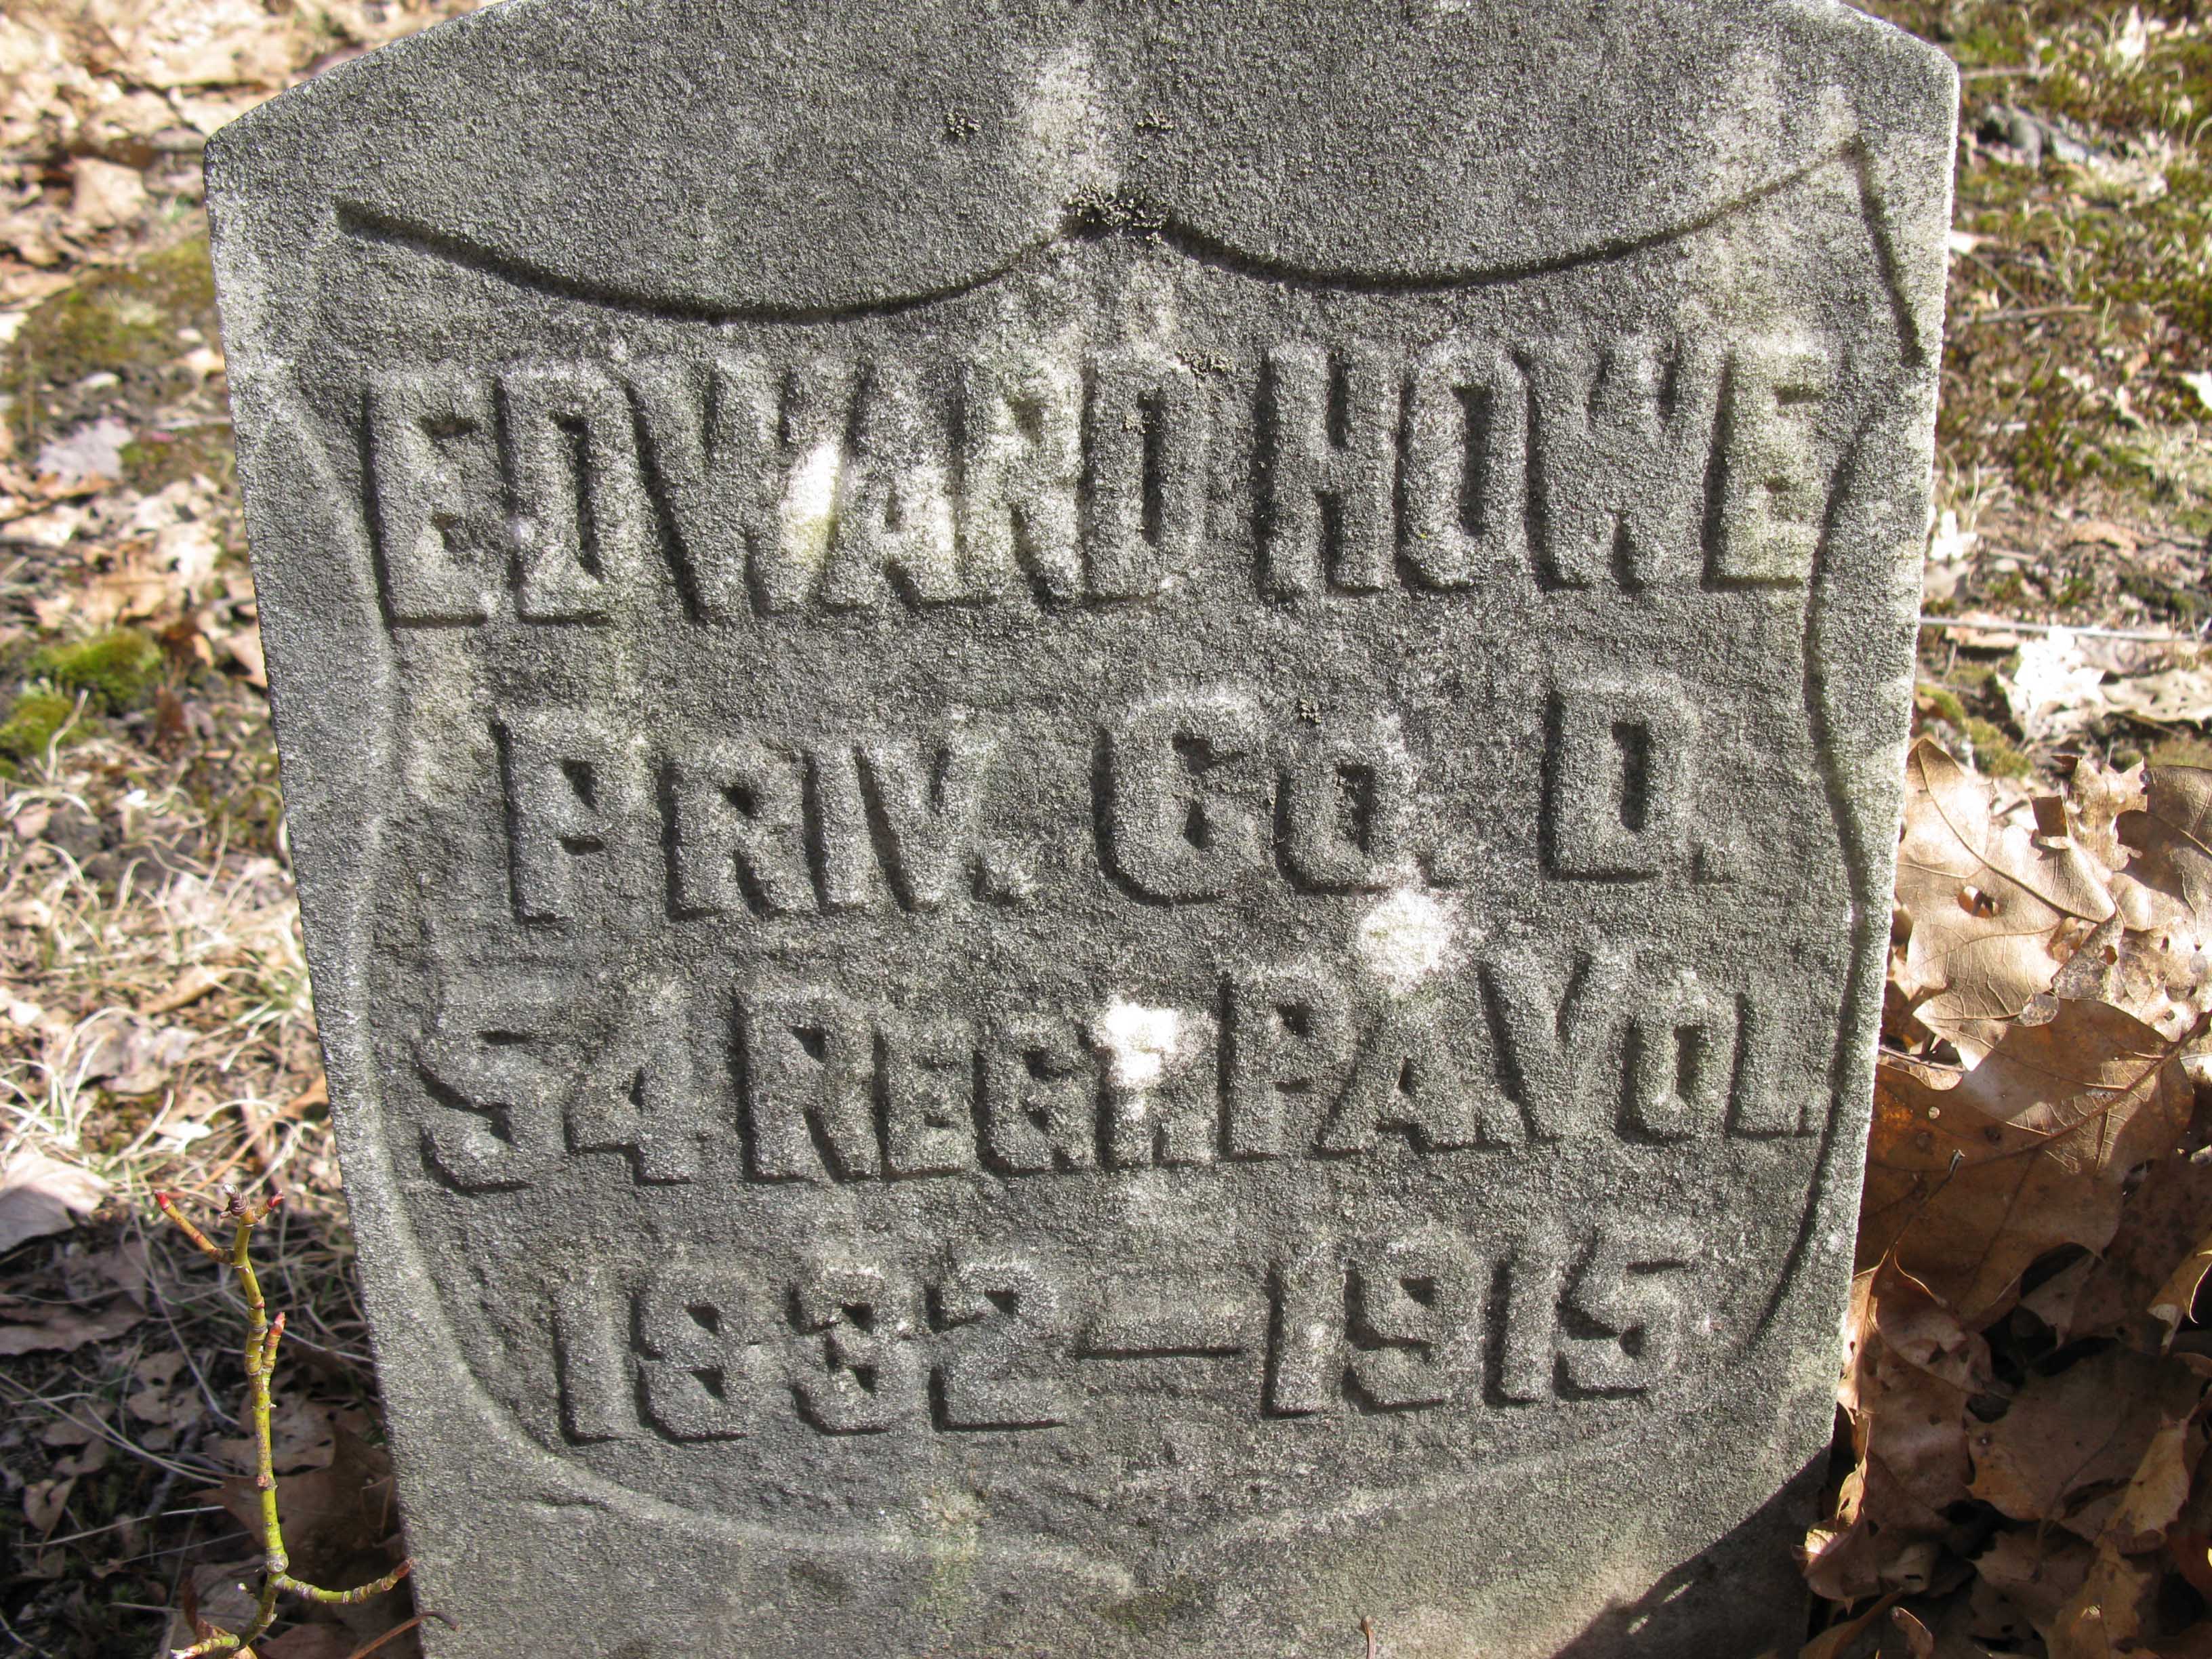 EDWARD HOWE
PRIV. CO. D.
54 REGT PA. VOL.
1832 – 1915